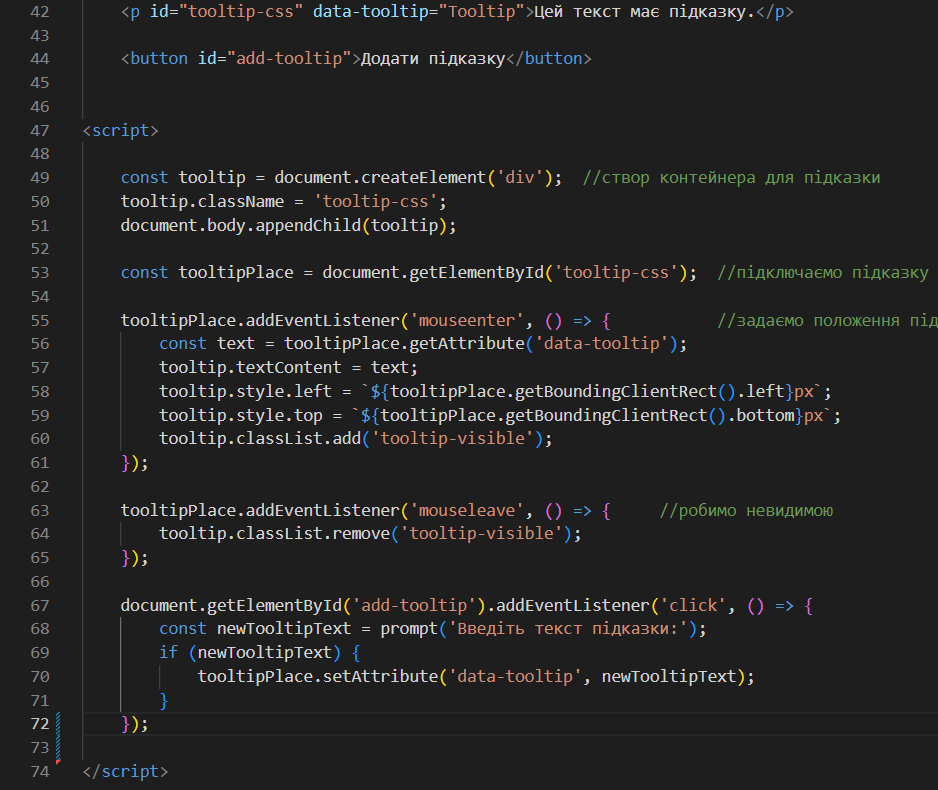 42 <p id="tooltip-css" data-tooltip="Tooltip">Цей текст має підказку.</p>
43
44 <button id="add-tooltip">Додати підказку</button>
45
46
47 <script>
48
49 const tooltip = document.createElement('div'); //створ контейнера для підказки
50 tooltip.className = 'tooltip-css';
51 document.body.appendChild(tooltip);
52
53 const tooltipPlace = document.getElementById('tooltip-css'); //підключаємо підказку
54
55 tooltipPlace.addEventListener('mouseenter', () => { //задаємо положення під
56 const text = tooltipPlace.getAttribute('data-tooltip');
57 tooltip.textContent = text;
58 tooltip.style.left = `${tooltipPlace.getBoundingClientRect().left}px`;
59 tooltip.style.top = `${tooltipPlace.getBoundingClientRect().bottom}px`;
60 tooltip.classList.add('tooltip-visible');
61 });
62
63 tooltipPlace.addEventListener('mouseleave', () => { //робимо невидимою
64 tooltip.classList.remove('tooltip-visible');
65 });
66
67 document.getElementById('add-tooltip').addEventListener('click', () => {
68 const newTooltipText = prompt('Введіть текст підказки:');
69 if (newTooltipText) {
70 tooltipPlace.setAttribute('data-tooltip', newTooltipText);
71 }
72 });
73
74 </script>